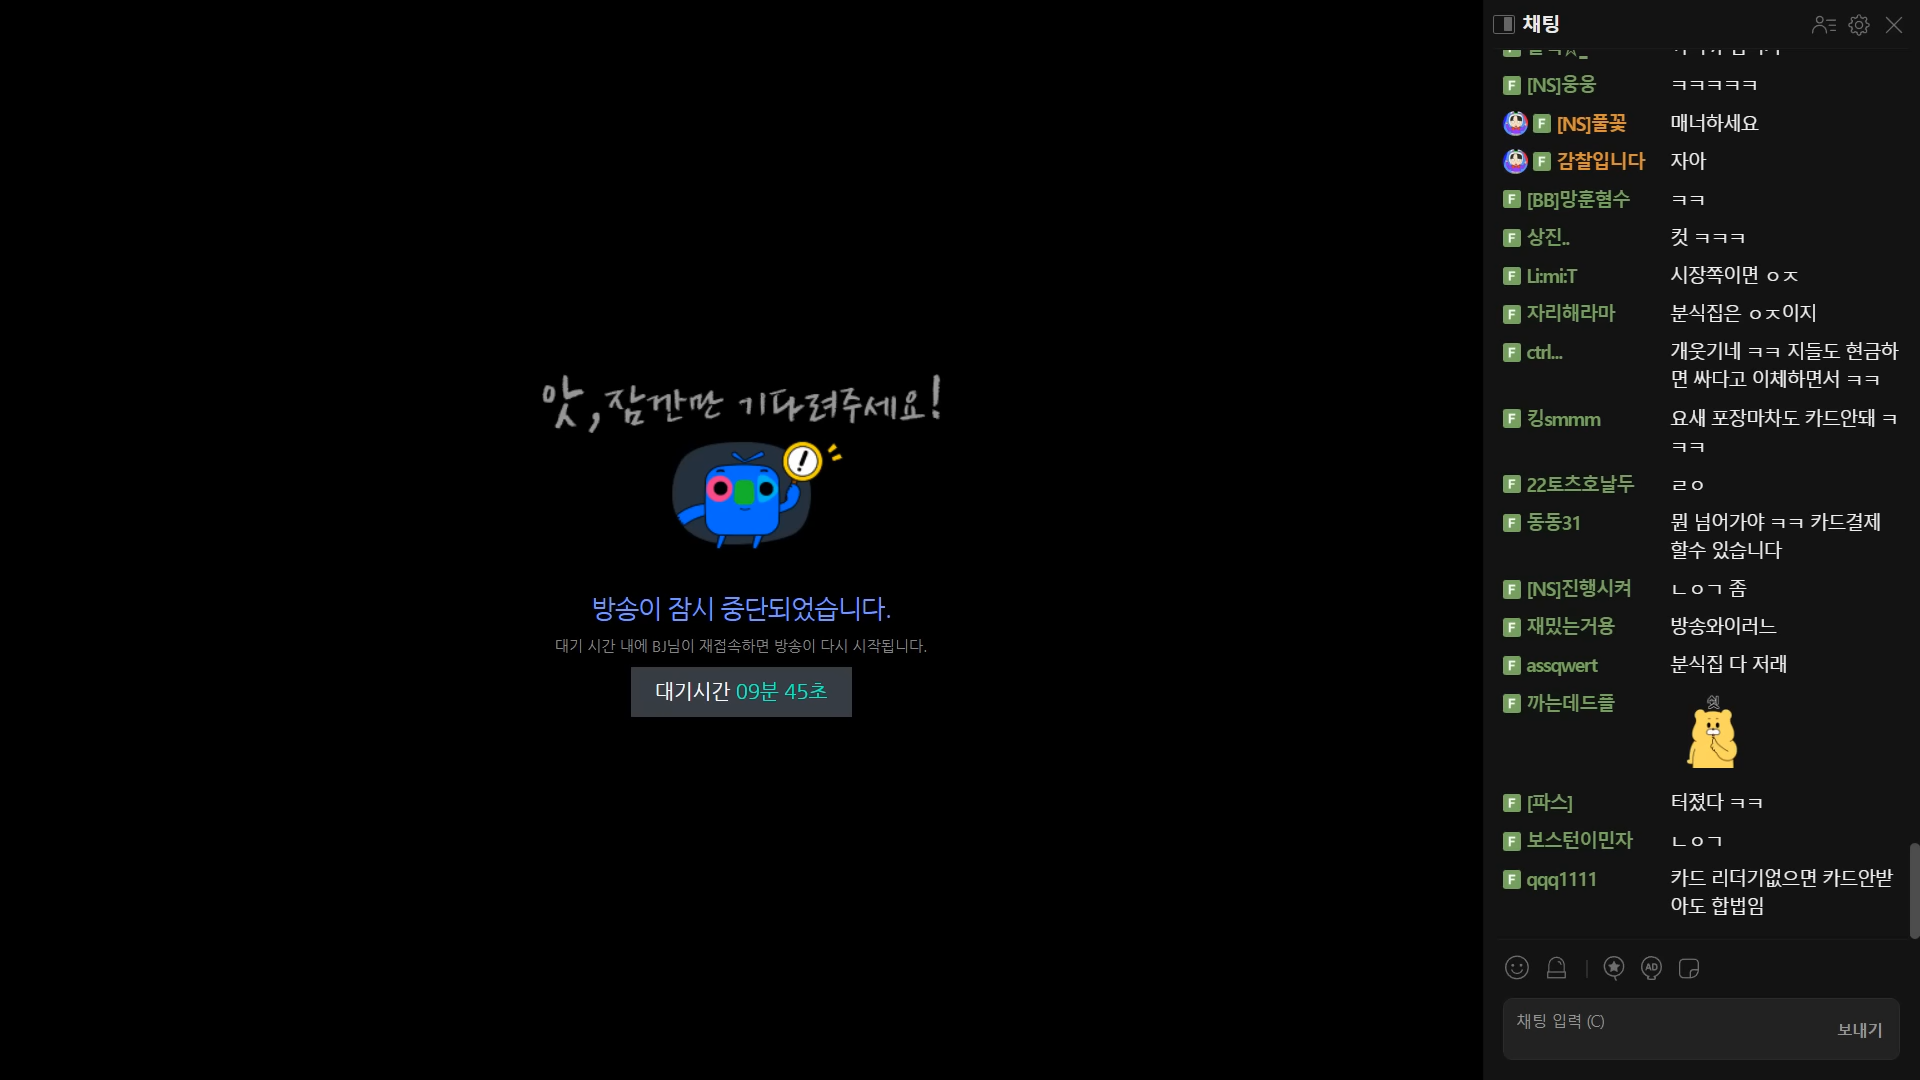 앗, 잠깐만 기다려주세요!
방송이 잠시 중단되었습니다.
대기 시간 내에 BJ님이 재접속하면 방송이 다시 시작됩니다.
대기시간 09분 45초
채팅
F [NS]웅웅 ㅋㅋㅋㅋㅋ
F [NS]풀꽃 매너하세요
F 감찰입니다 자아
F [BB]망훈혐수 ㅋㅋ
F 상진.. 컷 ㅋㅋㅋ
F Li:mi:T 시장쪽이면 ㅇㅈ
F 자리해라마 분식집은 ㅇㅈ이지
F ctrl... 개웃기네 ㅋㅋ 지들도 현금하
면 싸다고 이체하면서 ㅋㅋ
F 킹smmm 요새 포장마차도 카드안돼 ㅋ
ㅋㅋ
F 22토츠호날두 ㄹㅇ
F 동동31 뭔 넘어가야 ㅋㅋ 카드결제
할수 있습니다
F [NS]진행시켜 ㄴㅇㄱ 좀
F 재밌는거용 방송와이러느
F assqwert 분식집 다 저래
F 까는데드플
쉿
F [파스] 터졌다 ㅋㅋ
F 보스턴이민자 ㄴㅇㄱ
F qqq1111 카드 리더기없으면 카드안받
아도 합법임
AD
채팅 입력 (C)
보내기